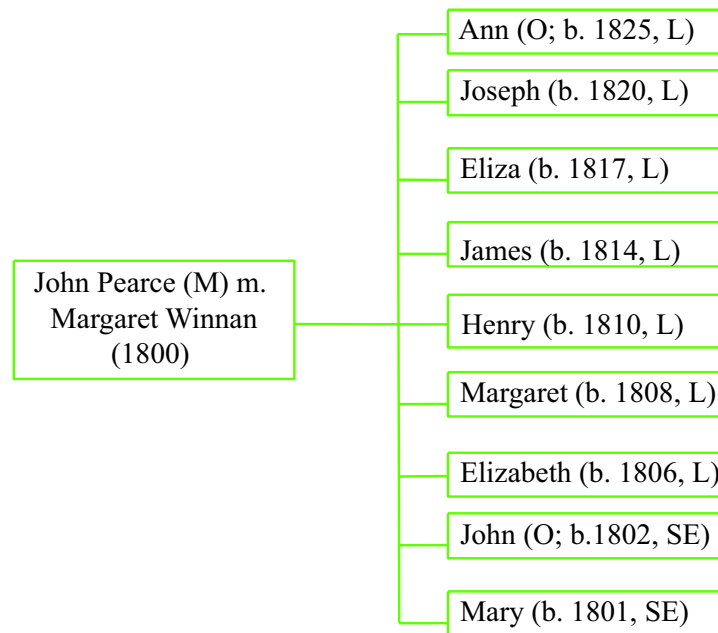 Ann (O; b. 1825, L)
Joseph (b. 1820, L)
Eliza (b. 1817, L)
James (b. 1814, L)
John Pearce (M) m.
Margaret Winnan
(1800)
Henry (b. 1810, L)
Margaret (b. 1808, L)
Elizabeth (b. 1806, L)
John (O; b.1802, SE)
Mary (b. 1801, SE)